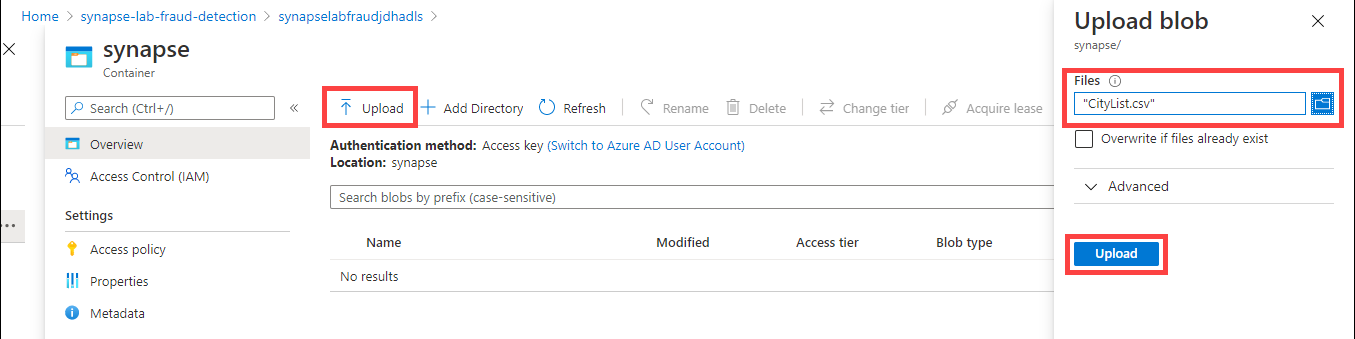 Home > synapse-lab-fraud-detection > synapselabfraudjdhadls >
synapse
Container
Search (Ctrl+/)
Overview
Access Control (IAM)
Settings
Access policy
Properties
Metadata
Upload Add Directory Refresh Rename Delete Change tier Acquire lease
Authentication method: Access key (Switch to Azure AD User Account)
Location: synapse
Search blobs by prefix (case-sensitive)
Name Modified Access tier Blob type
No results
Upload blob
synapse/
Files
"CityList.csv"
Overwrite if files already exist
Advanced
Upload